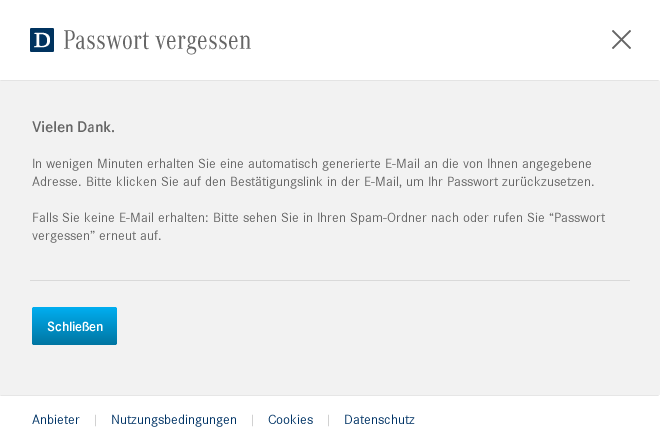 D Passwort vergessen
Vielen Dank.
In wenigen Minuten erhalten Sie eine automatisch generierte E-Mail an die von Ihnen angegebene
Adresse. Bitte klicken Sie auf den Bestätigungslink in der E-Mail, um Ihr Passwort zurückzusetzen.
Falls Sie keine E-Mail erhalten: Bitte sehen Sie in Ihren Spam-Ordner nach oder rufen Sie “Passwort
vergessen” erneut auf.
Schließen
Anbieter | Nutzungsbedingungen | Cookies | Datenschutz